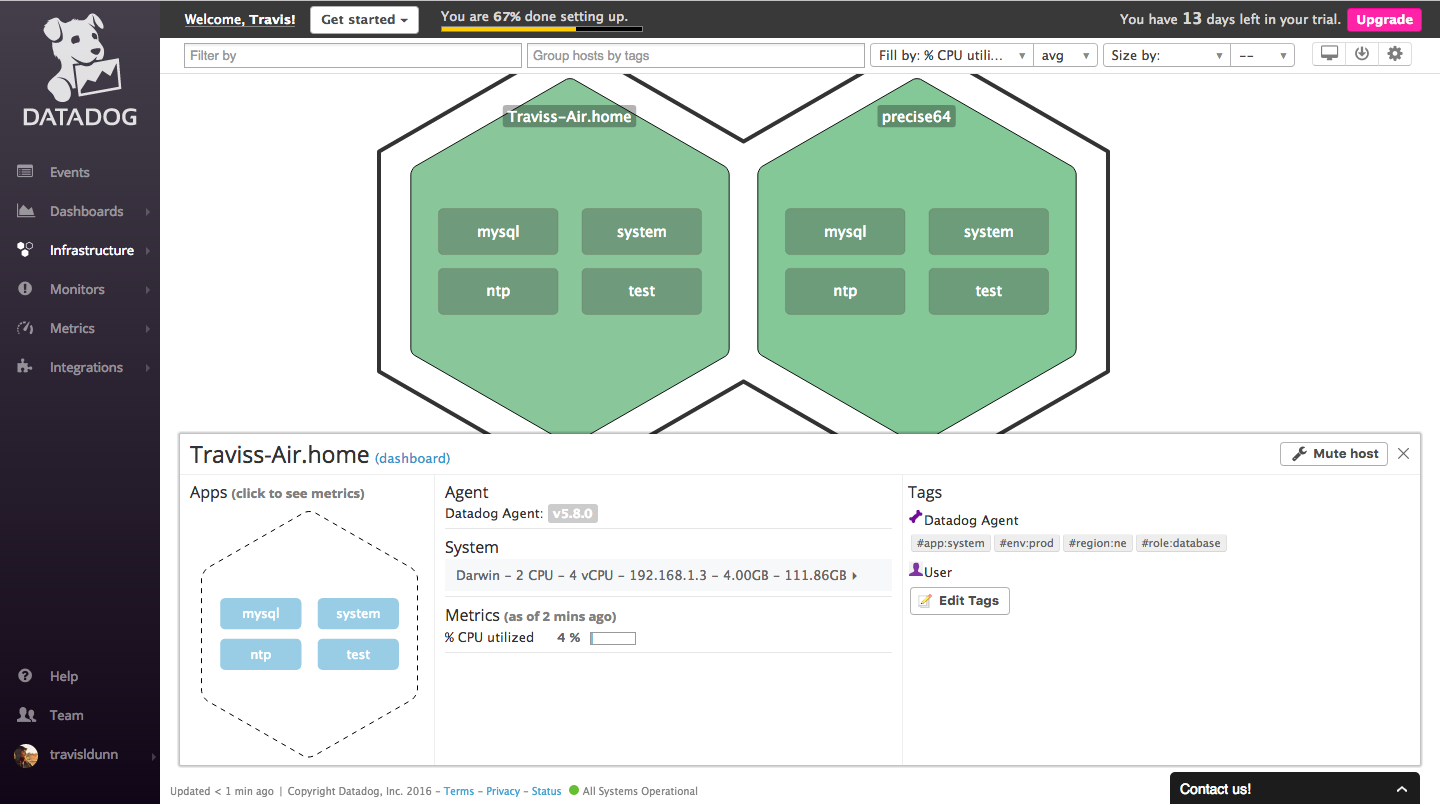 Welcome, Travis!
Get started
You are 67% done setting up.
You have 13 days left in your trial.
Upgrade
DATADOG
Filter by
Group hosts by tags
Fill by: % CPU utili...
avg
Size by:
--
Events
Dashboards
Infrastructure
Monitors
Metrics
Integrations
Help
Team
travisldunn
Traviss-Air.home
mysql
system
ntp
test
precise64
mysql
system
ntp
test
Traviss-Air.home (dashboard)
Mute host
Apps (click to see metrics)
mysql
system
ntp
test
Agent
Datadog Agent: v5.8.0
System
Darwin – 2 CPU – 4 vCPU – 192.168.1.3 – 4.00GB – 111.86GB
Metrics (as of 2 mins ago)
% CPU utilized 4 %
Tags
Datadog Agent
#app:system #env:prod #region:ne #role:database
User
Edit Tags
Updated < 1 min ago | Copyright Datadog, Inc. 2016 – Terms – Privacy – Status All Systems Operational
Contact us!